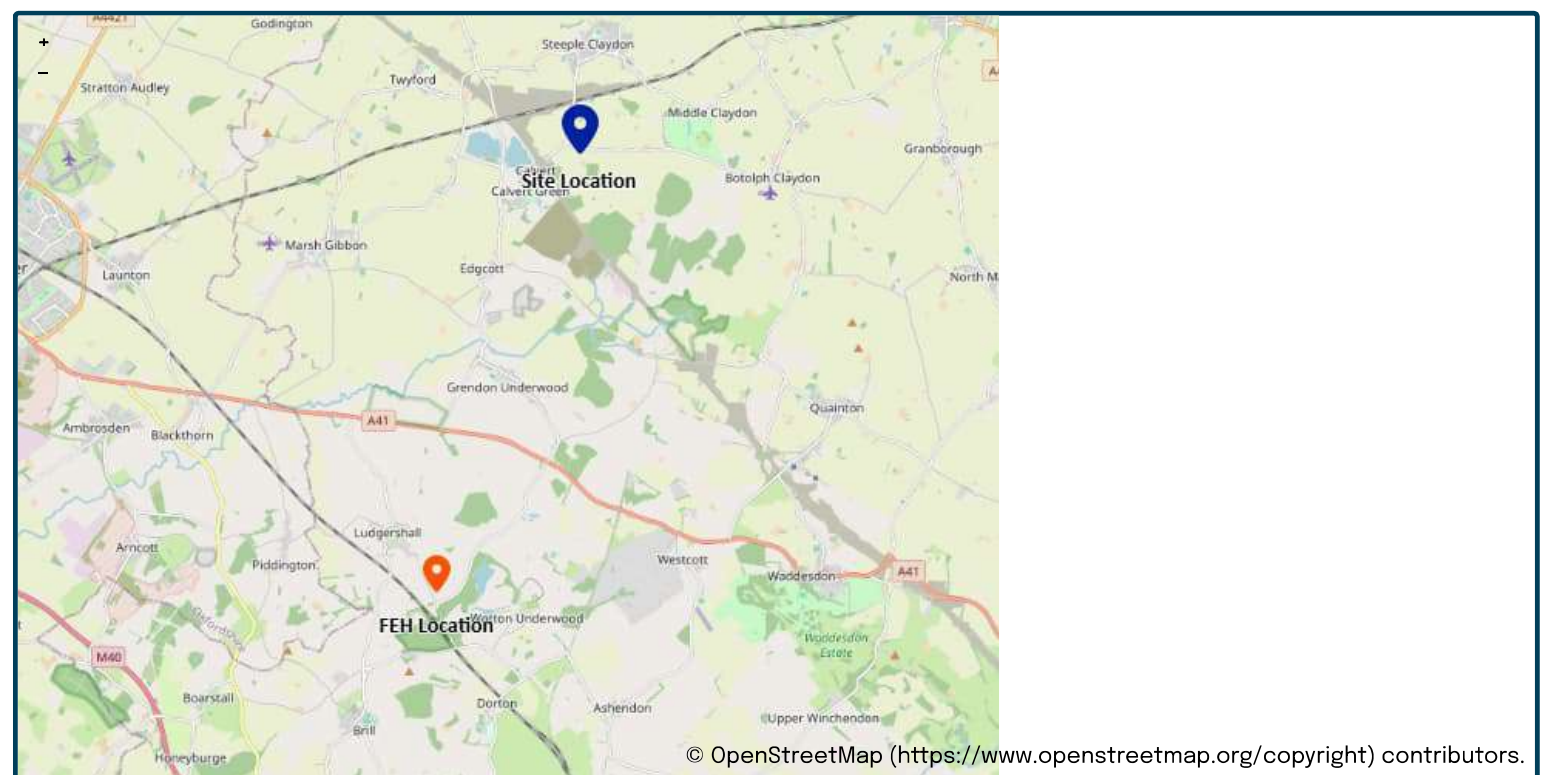 A4421
Godington
+
Steeple Claydon
−
Twyford
Stratton Audley
Middle Claydon
Granborough
Calvert
Botolph Claydon
Site Location
Calvert Green
Marsh Gibbon
Edgcott
Launton
North M
Grendon Underwood
Quainton
A41
Ambrosden
Blackthorn
Ludgershall
Arncott
Westcott
Piddington
Waddesdon
A41
Wotton Underwood
FEH Location
Oxfordshire
Waddesdon
Estate
M40
Boarstall
Dorton
Ashendon
Upper Winchendon
Brill
Honeyburge
© OpenStreetMap (https://www.openstreetmap.org/copyright) contributors.